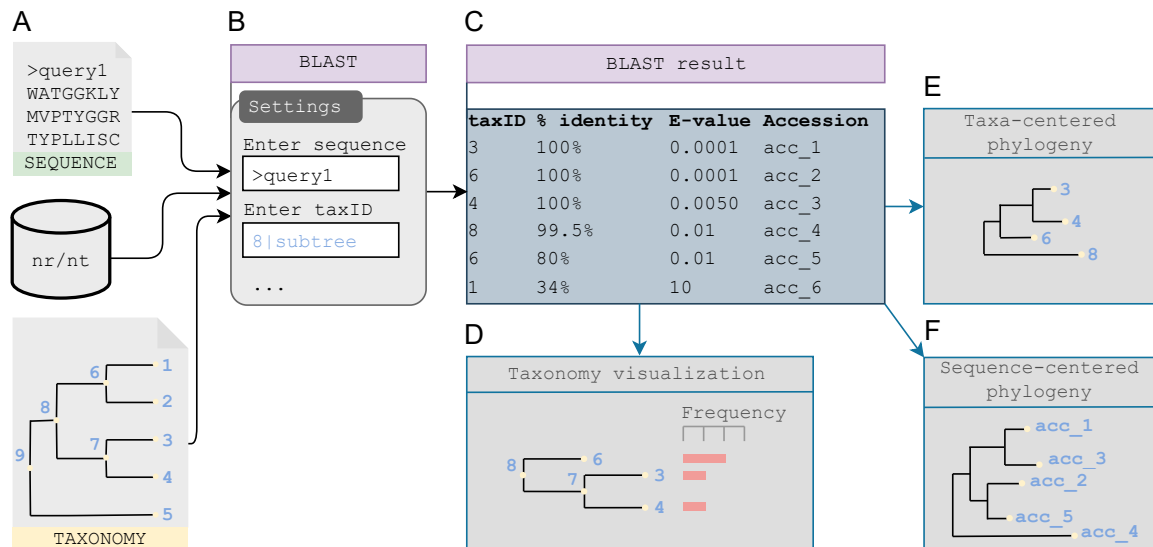 A
>query1
WATGGKLY
MVPTYGGR
TYPLLISC
SEQUENCE
nr/nt
6
1
2
8
7
3
4
9
5
TAXONOMY
B
BLAST
Settings
Enter sequence
>query1
Enter taxID
8|subtree
...
C
BLAST result
taxID % identity E-value Accession
3 100% 0.0001 acc_1
6 100% 0.0001 acc_2
4 100% 0.0050 acc_3
8 99.5% 0.01 acc_4
6 80% 0.01 acc_5
1 34% 10 acc_6
D
Taxonomy visualization
Frequency
8
6
7
3
4
E
Taxa-centered
phylogeny
3
4
6
8
F
Sequence-centered
phylogeny
acc_1
acc_3
acc_2
acc_5
acc_4